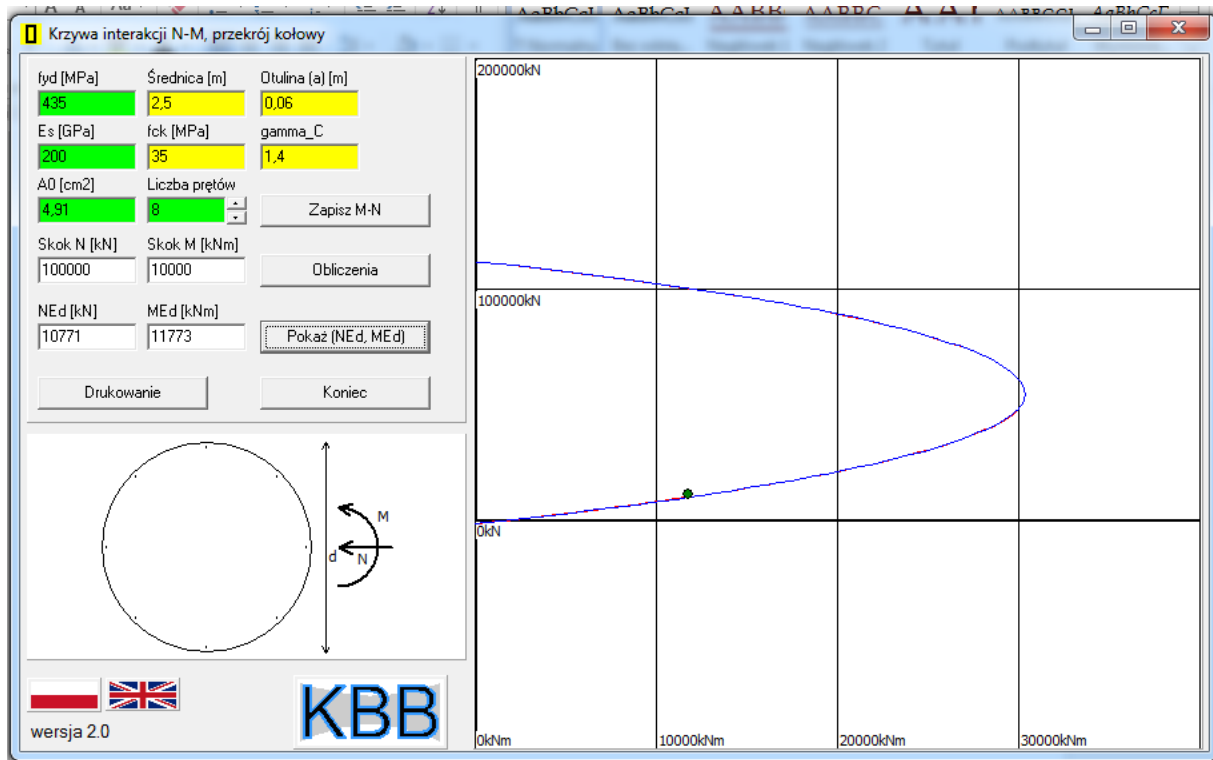 Krzywa interakcji N-M, przekrój kołowy
fyd [MPa] Średnica [m] Otulina (a) [m]
435 2,5 0,06
Es [GPa] fck [MPa] gamma_C
200 35 1,4
A0 [cm2] Liczba prętów
4,91 8 Zapisz M-N
Skok N [kN] Skok M [kNm]
100000 10000 Obliczenia
NEd [kN] MEd [kNm]
10771 11773 Pokaż (NEd, MEd)
Drukowanie Koniec
M
d N
wersja 2.0
KBB
200000kN
100000kN
0kN
0kNm 10000kNm 20000kNm 30000kNm